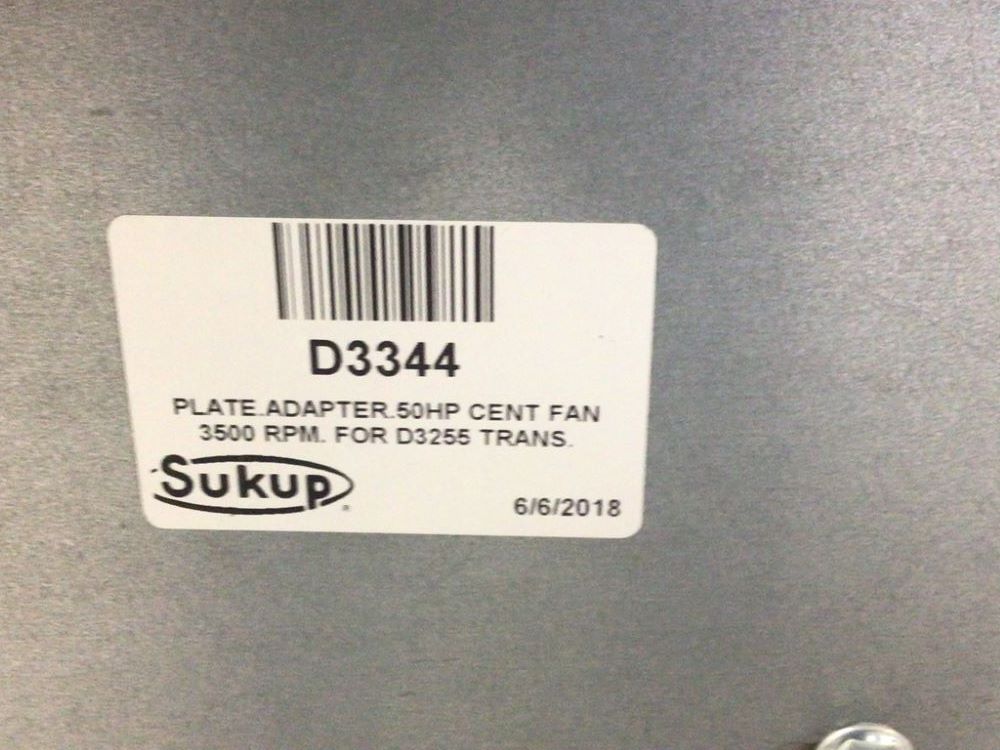 D3344
PLATE.ADAPTER.50HP CENT FAN
3500 RPM. FOR D3255 TRANS.
Sukup®
6/6/2018